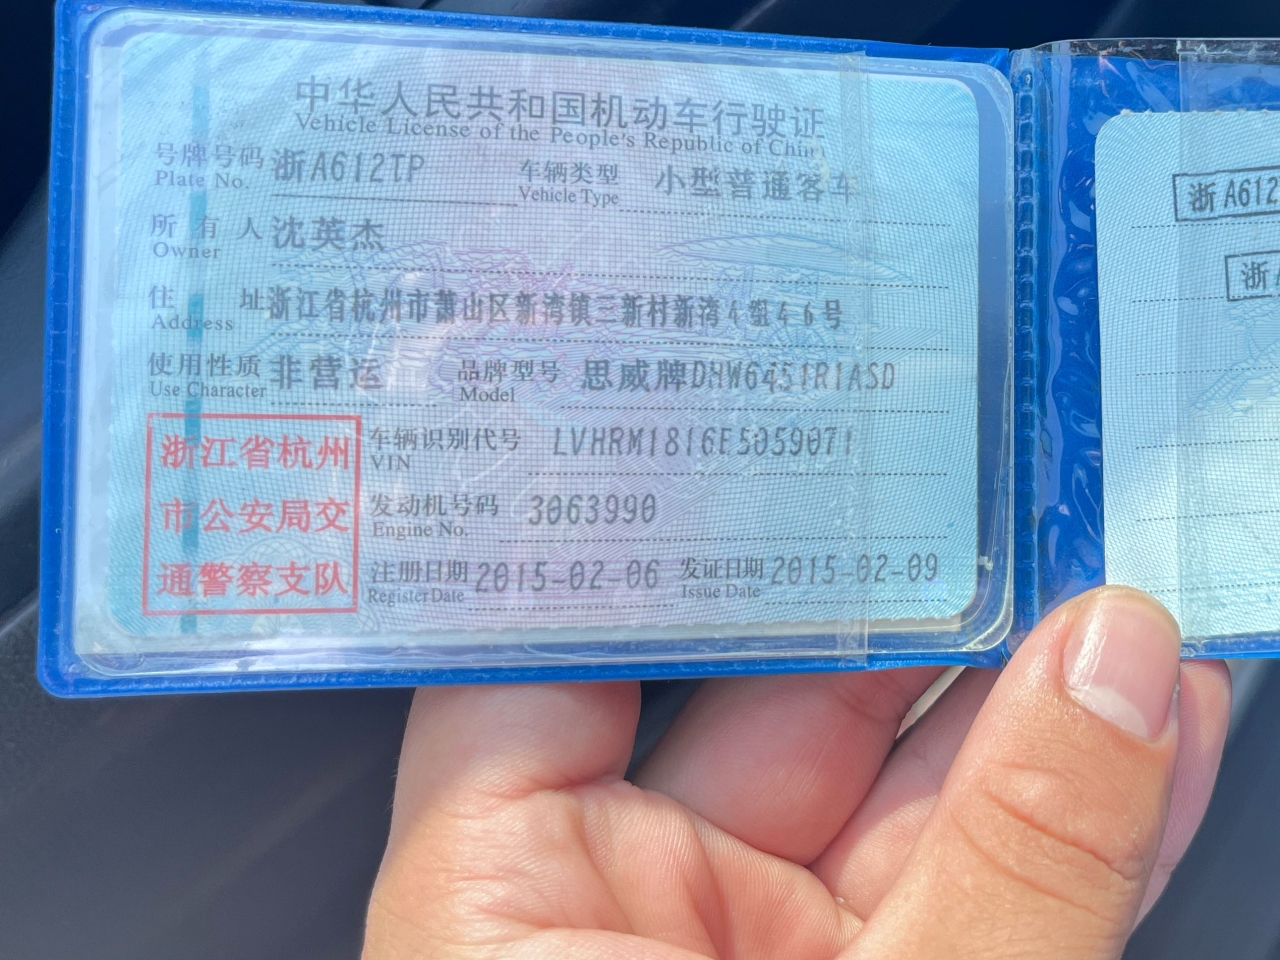 中华人民共和国机动车行驶证
Vehicle License of the People's Republic of China
号牌号码 浙A612TP 车辆类型 小型普通客车
Plate No. Vehicle Type
所有人 沈英杰
Owner
住址 浙江省杭州市萧山区新湾镇三新村新湾4组46号
Address
使用性质 非营运 品牌型号 思威牌DHW6451R1ASD
Use Character Model
浙江省杭州
市公安局交
通警察支队
车辆识别代号 LVHRM1816E5059071
VIN
发动机号码 3063990
Engine No.
注册日期 2015-02-06 发证日期 2015-02-09
Register Date Issue Date
浙A612
浙